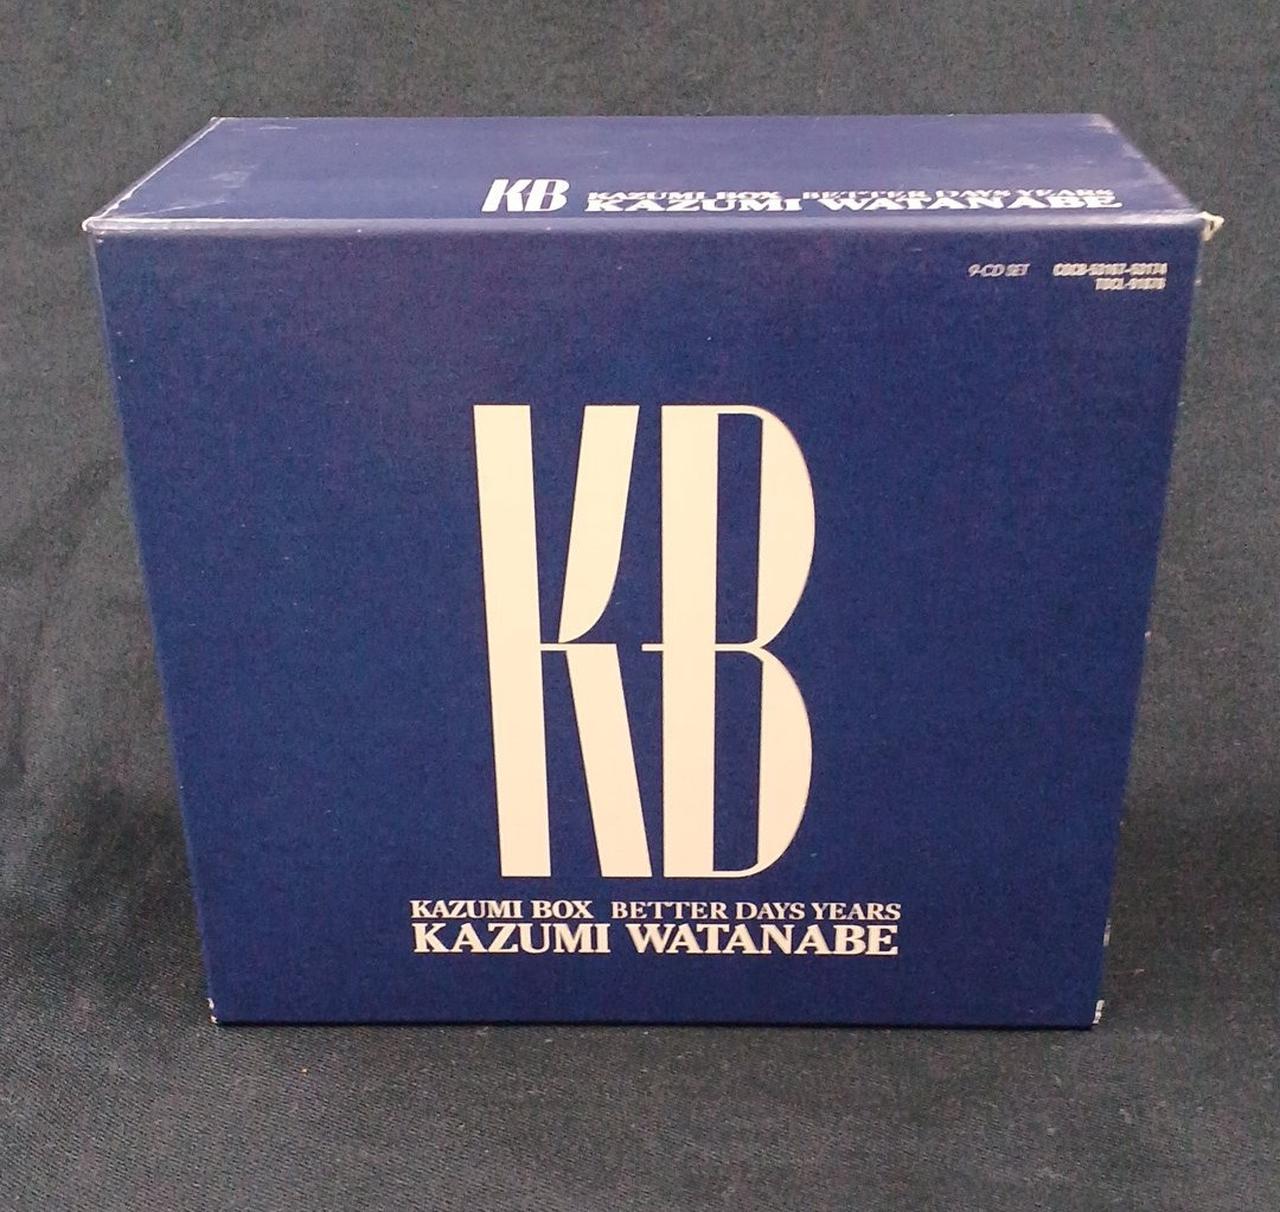 KB KAZUMI BOX BETTER DAYS YEARS
KAZUMI WATANABE
9-CD SET
KB
KAZUMI BOX BETTER DAYS YEARS
KAZUMI WATANABE